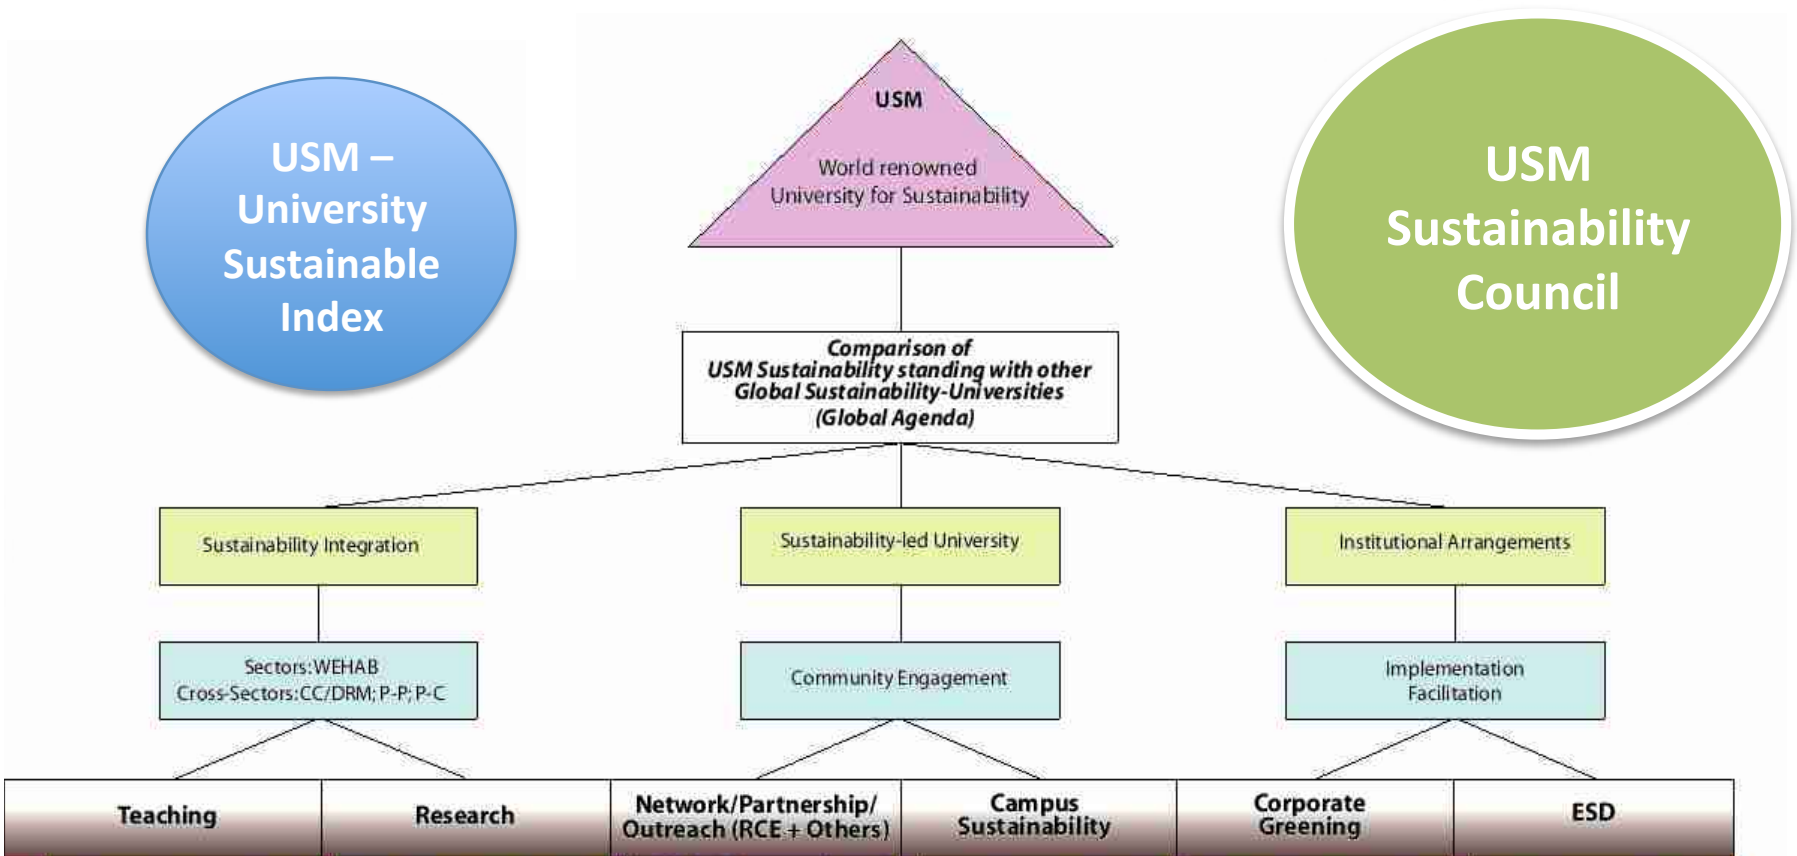 USM –
University
Sustainable
Index
USM
World renowned
University for Sustainability
USM
Sustainability
Council
Comparison of
USM Sustainability standing with other
Global Sustainability-Universities
(Global Agenda)
Sustainability Integration
Sustainability-led University
Institutional Arrangements
Sectors:WEHAB
Cross-Sectors:CC/DRM; P-P; P-C
Community Engagement
Implementation
Facilitation
Teaching
Research
Network/Partnership/
Outreach (RCE + Others)
Campus
Sustainability
Corporate
Greening
ESD